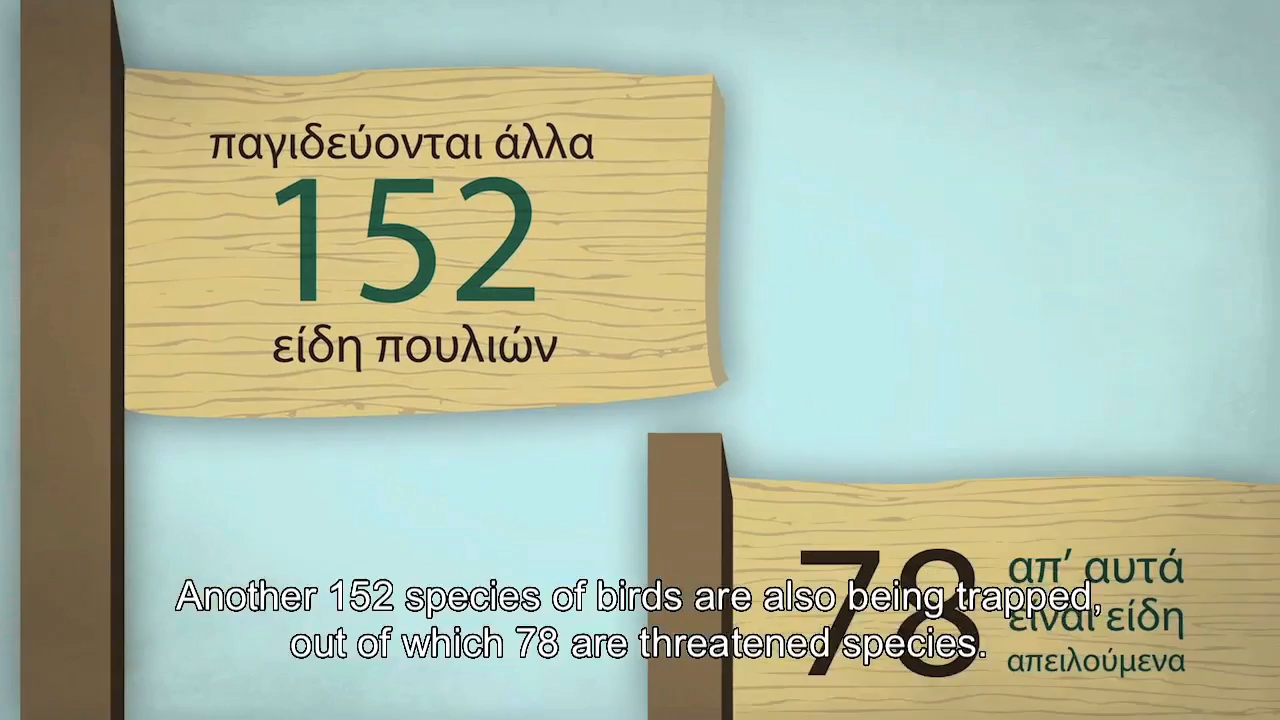 παγιδεύονται άλλα
152
είδη πουλιών
78
απ’ αυτά
είναι είδη
απειλούμενα
Another 152 species of birds are also being trapped,
out of which 78 are threatened species.